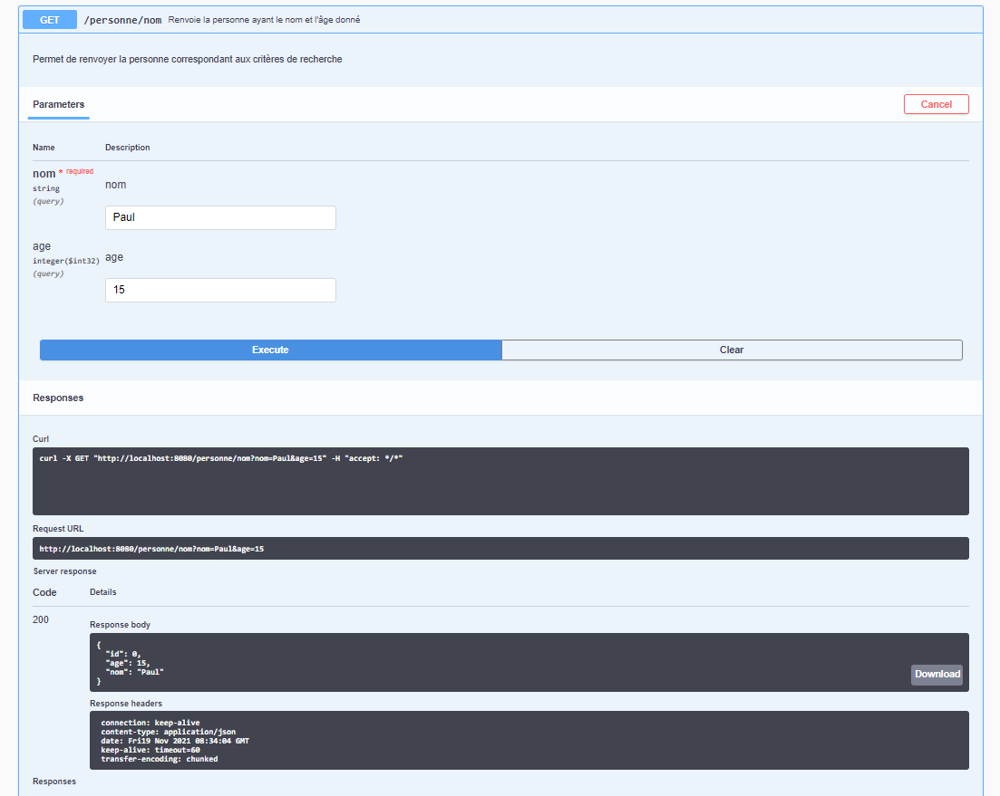 GET /personne/nom Renvoie la personne ayant le nom et l'âge donné
Permet de renvoyer la personne correspondant aux critères de recherche
Parameters
Cancel
Name Description
nom * required
string
(query)
nom
Paul
age
integer($int32)
(query)
age
15
Execute
Clear
Responses
Curl
curl -X GET "http://localhost:8080/personne/nom?nom=Paul&age=15" -H "accept: */*"
Request URL
http://localhost:8080/personne/nom?nom=Paul&age=15
Server response
Code Details
200
Response body
{
  "id": 0,
  "age": 15,
  "nom": "Paul"
}
Download
Response headers
connection: keep-alive
content-type: application/json
date: Fri19 Nov 2021 08:34:04 GMT
keep-alive: timeout=60
transfer-encoding: chunked
Responses